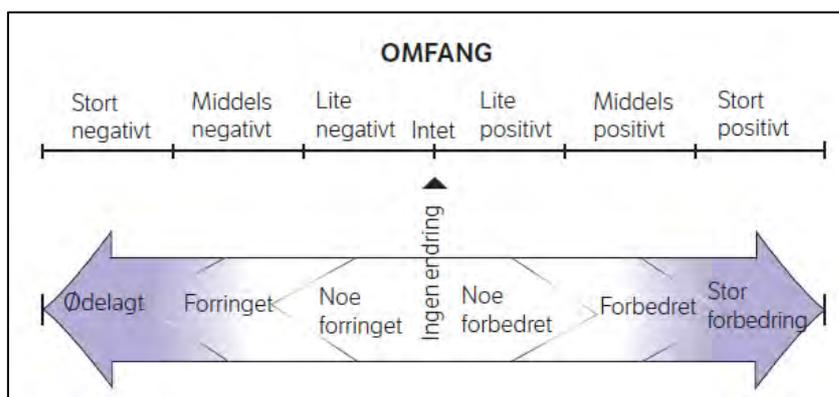 OMFANG
Stort
negativt
Middels
negativt
Lite
negativt
Intet
Lite
positivt
Middels
positivt
Stort
positivt
Ingen endring
Ødelagt
Forringet
Noe
forringet
Noe
forbedret
Forbedret
Stor
forbedring